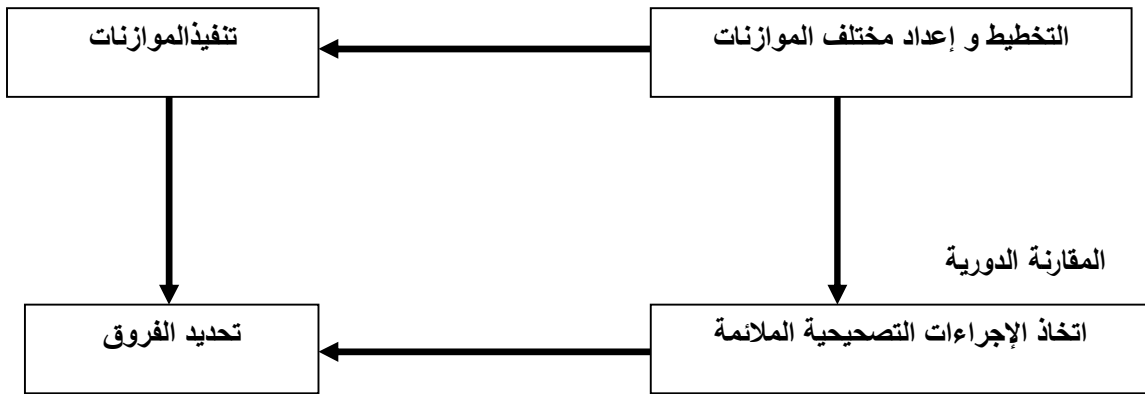 التخطيط و إعداد مختلف الموازنات
تنفيذالموازنات
المقارنة الدورية
اتخاذ الإجراءات التصحيحية الملائمة
تحديد الفروق